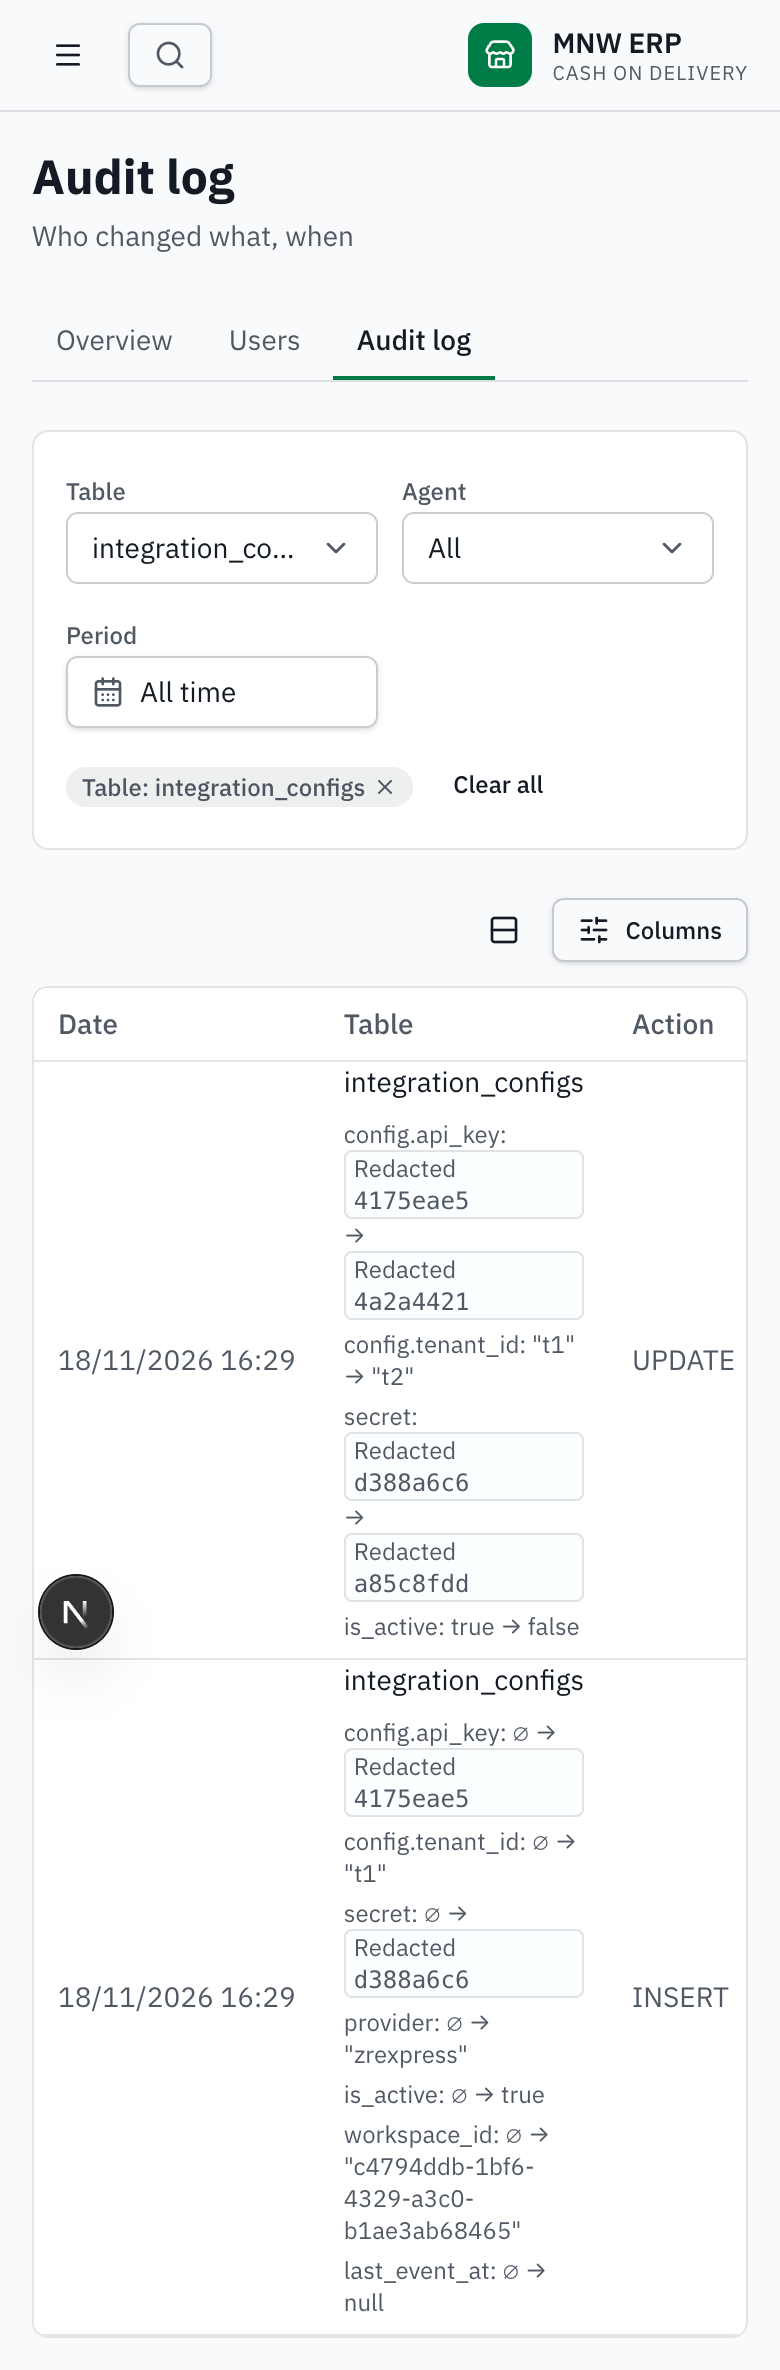 MNW ERP
CASH ON DELIVERY
Audit log
Who changed what, when
Overview
Users
Audit log
Table
Agent
integration_co...
All
Period
All time
Table: integration_configs
Clear all
Columns
Date
Table
Action
integration_configs
config.api_key:
Redacted
4175eae5
→
Redacted
4a2a4421
config.tenant_id: "t1"
→ "t2"
18/11/2026 16:29
UPDATE
secret:
Redacted
d388a6c6
→
Redacted
a85c8fdd
is_active: true → false
N
integration_configs
config.api_key: ∅ →
Redacted
4175eae5
config.tenant_id: ∅ →
"t1"
secret: ∅ →
Redacted
d388a6c6
18/11/2026 16:29
INSERT
provider: ∅ →
"zrexpress"
is_active: ∅ → true
workspace_id: ∅ →
"c4794ddb-1bf6-
4329-a3c0-
b1ae3ab68465"
last_event_at: ∅ →
null